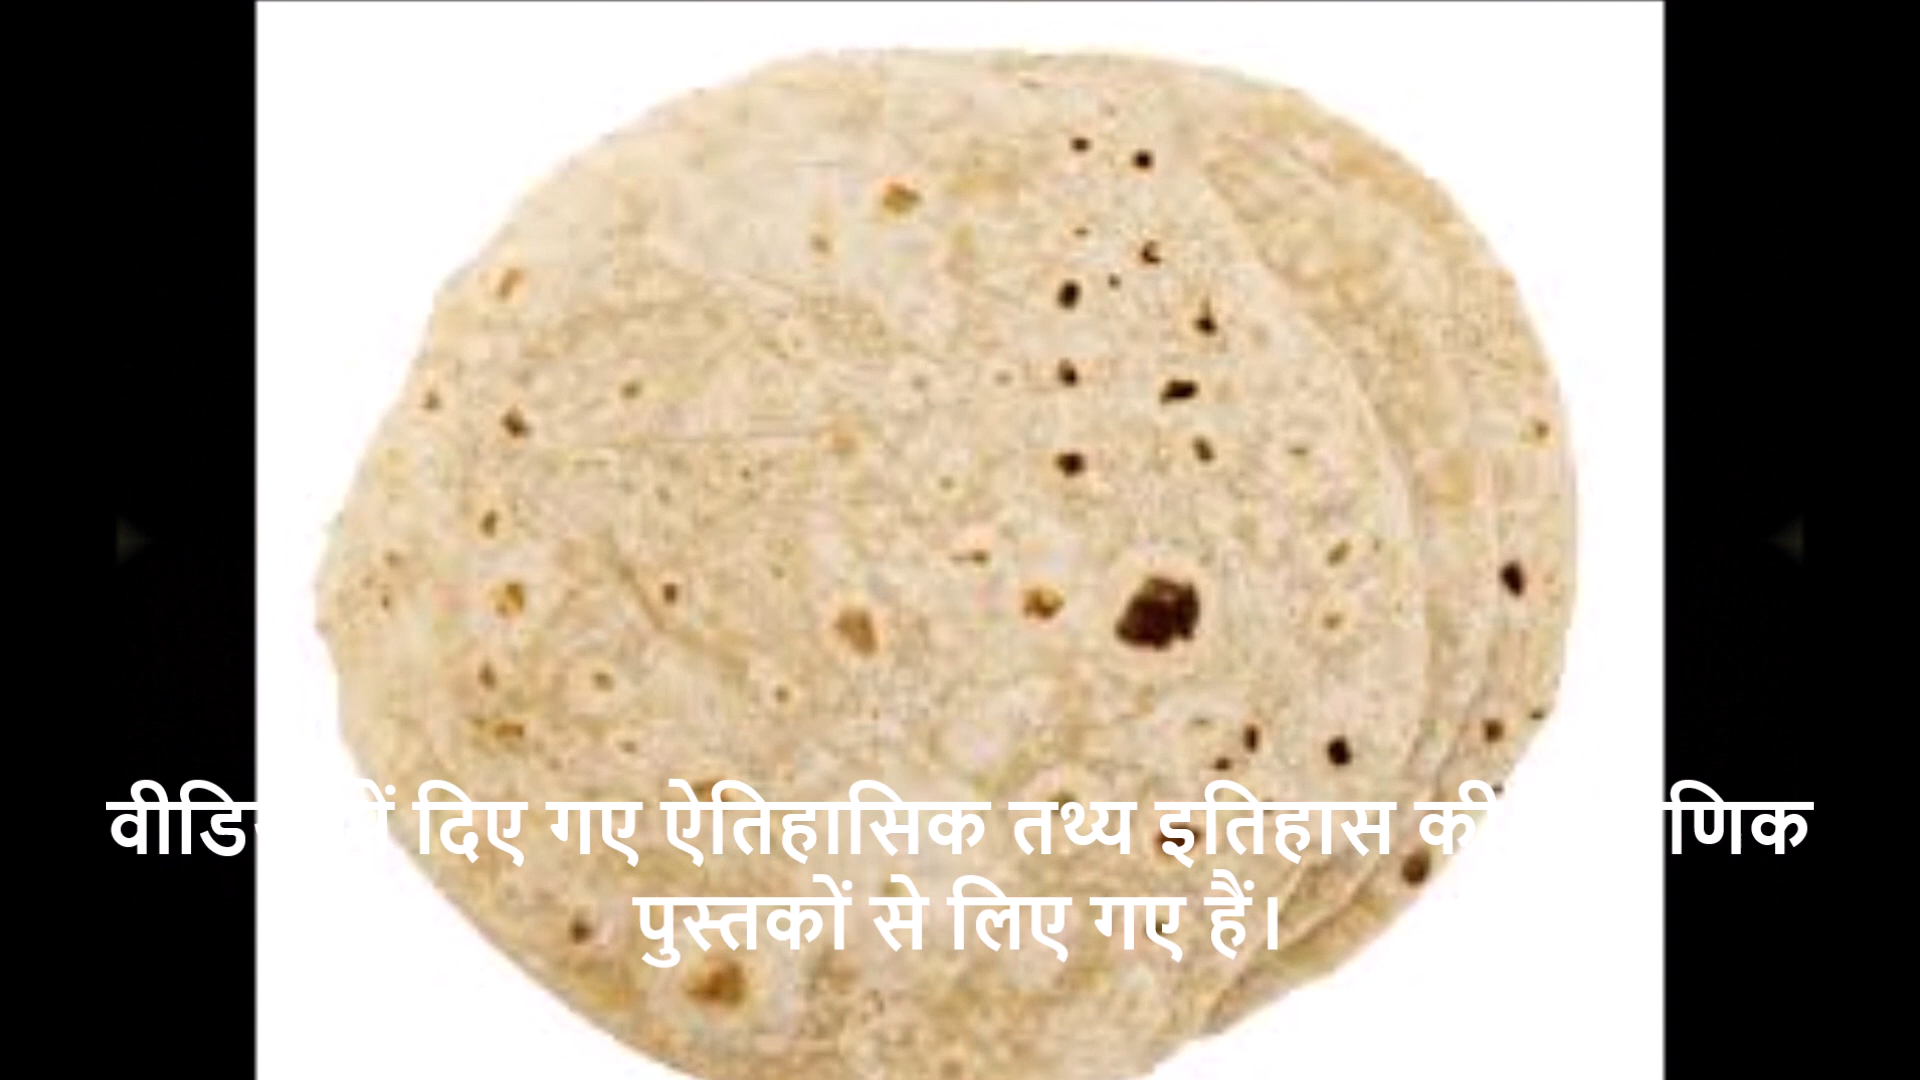 दिए गए ऐतिहासिक तथ्य इतिहास की
पुस्तकों से लिए गए हैं।